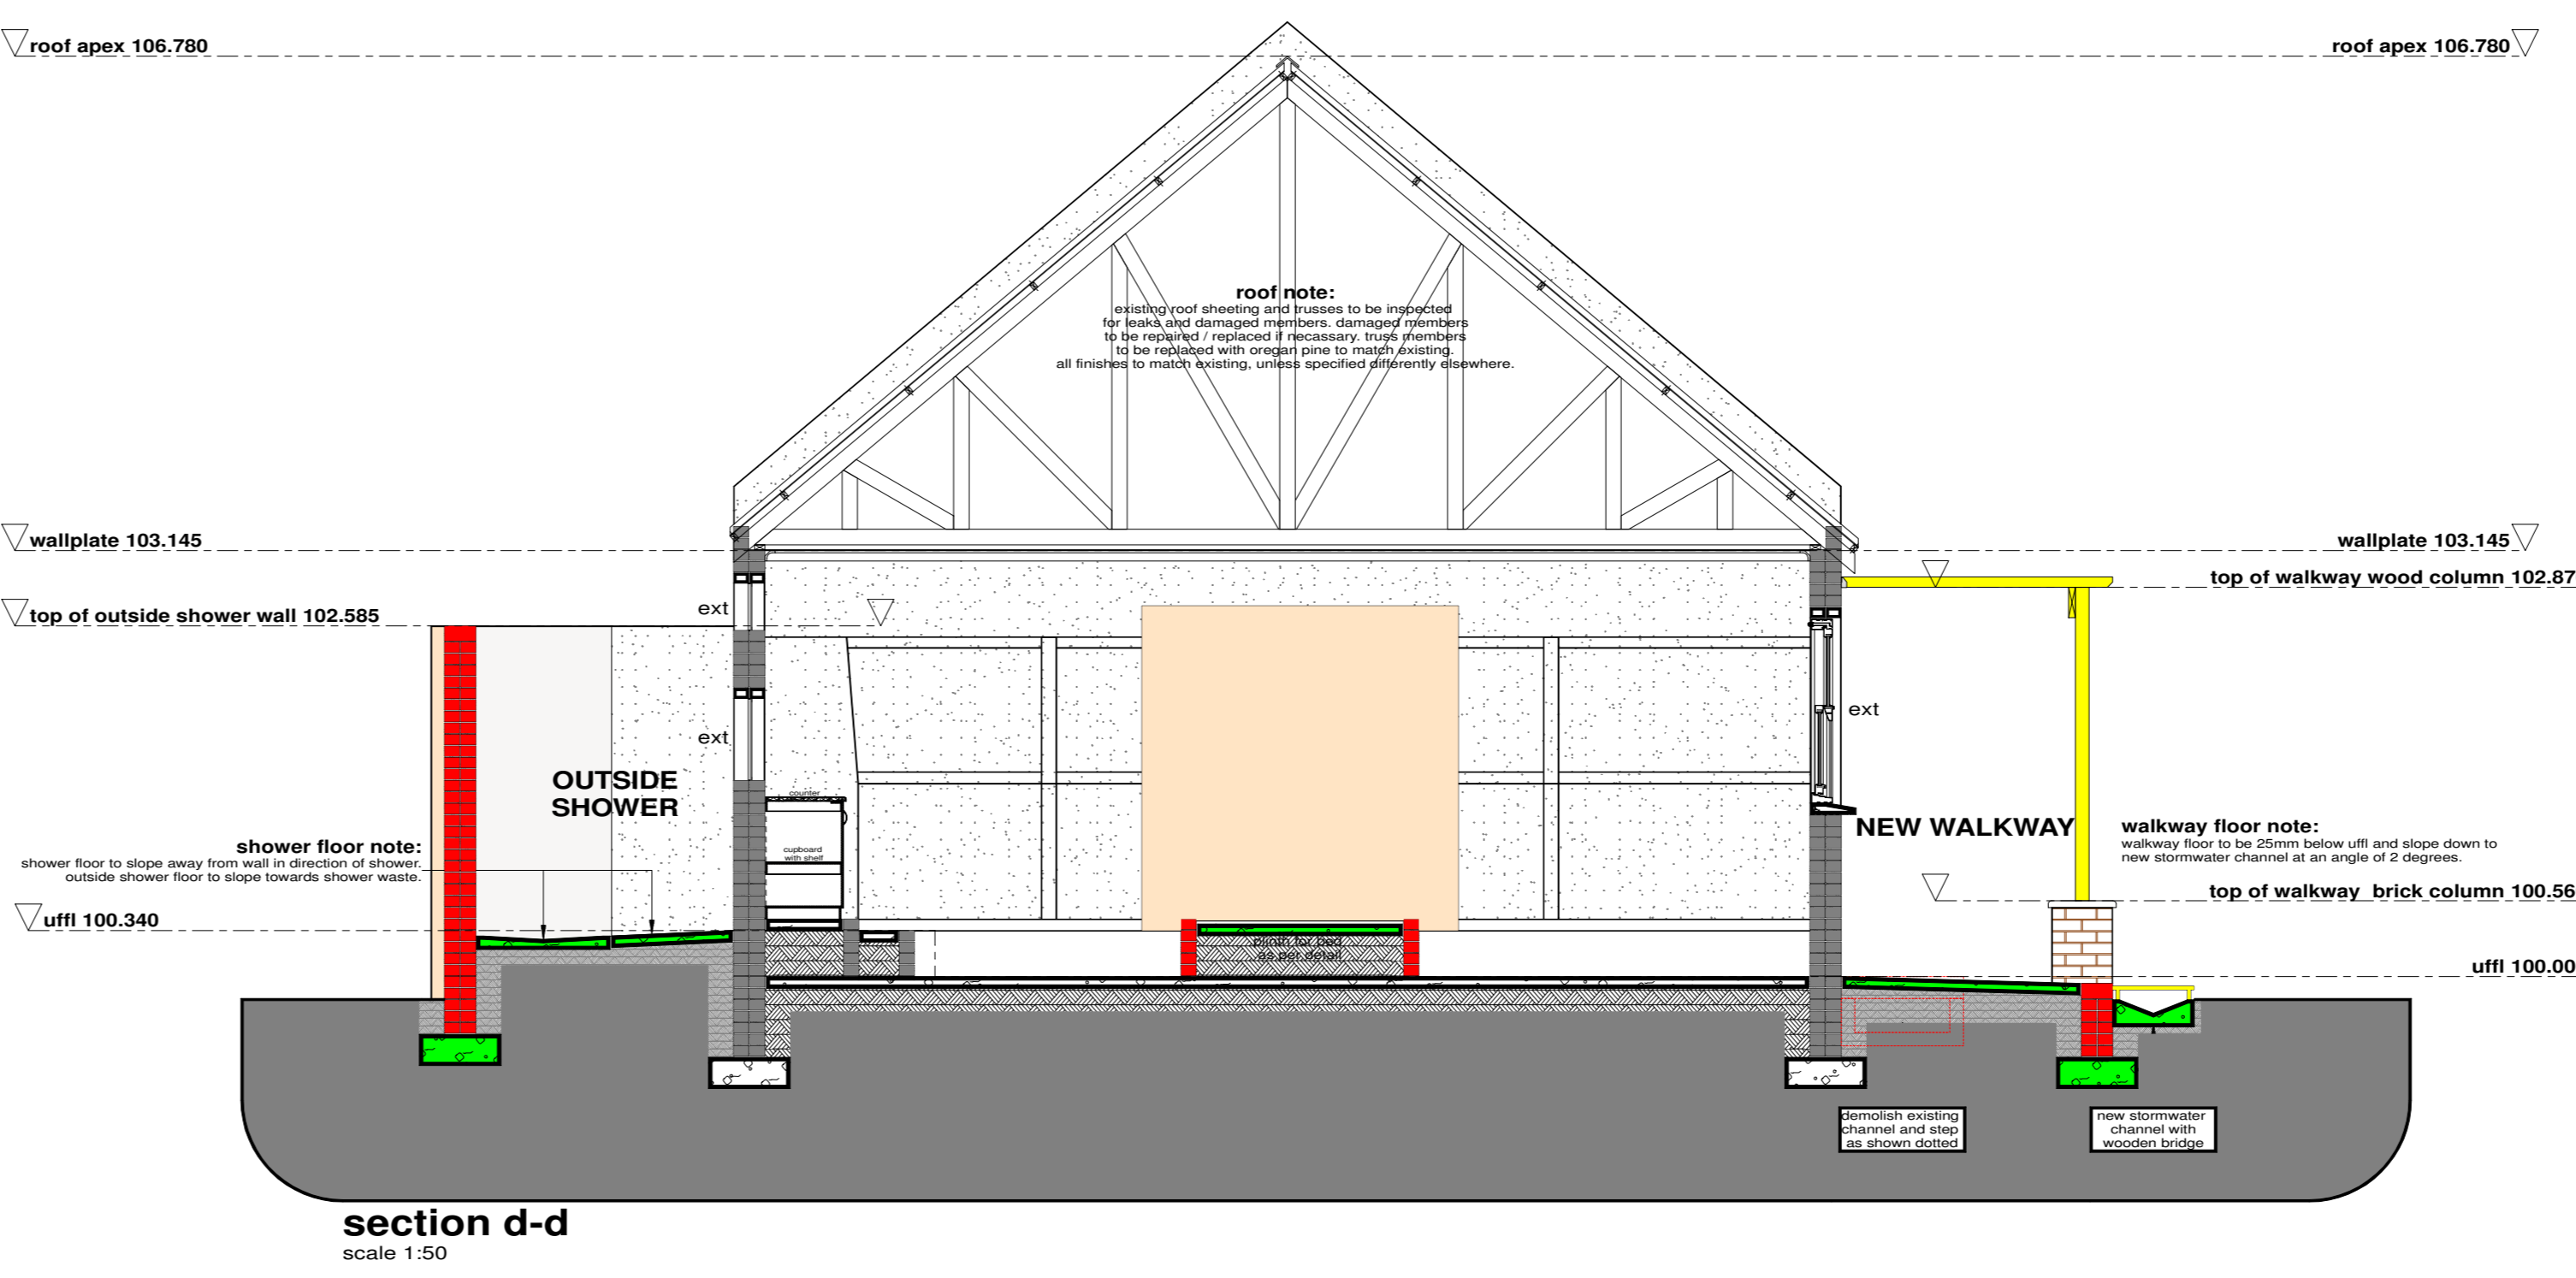 roof apex 106.780
roof apex 106.780
roof note:
existing roof sheeting and trusses to be inspected
for leaks and damaged members. damaged members
to be repaired / replaced if necassary. truss members
to be replaced with oregan pine to match existing.
all finishes to match existing, unless specified differently elsewhere.
wallplate 103.145
wallplate 103.145
top of walkway wood column 102.87
top of outside shower wall 102.585
ext
ext
ext
OUTSIDE
SHOWER
counter
cupboard
with shelf
NEW WALKWAY
walkway floor note:
walkway floor to be 25mm below uffl and slope down to
new stormwater channel at an angle of 2 degrees.
shower floor note:
shower floor to slope away from wall in direction of shower.
outside shower floor to slope towards shower waste.
top of walkway brick column 100.56
uffl 100.340
plinth for bed
as per detail
uffl 100.00
demolish existing
channel and step
as shown dotted
new stormwater
channel with
wooden bridge
section d-d
scale 1:50